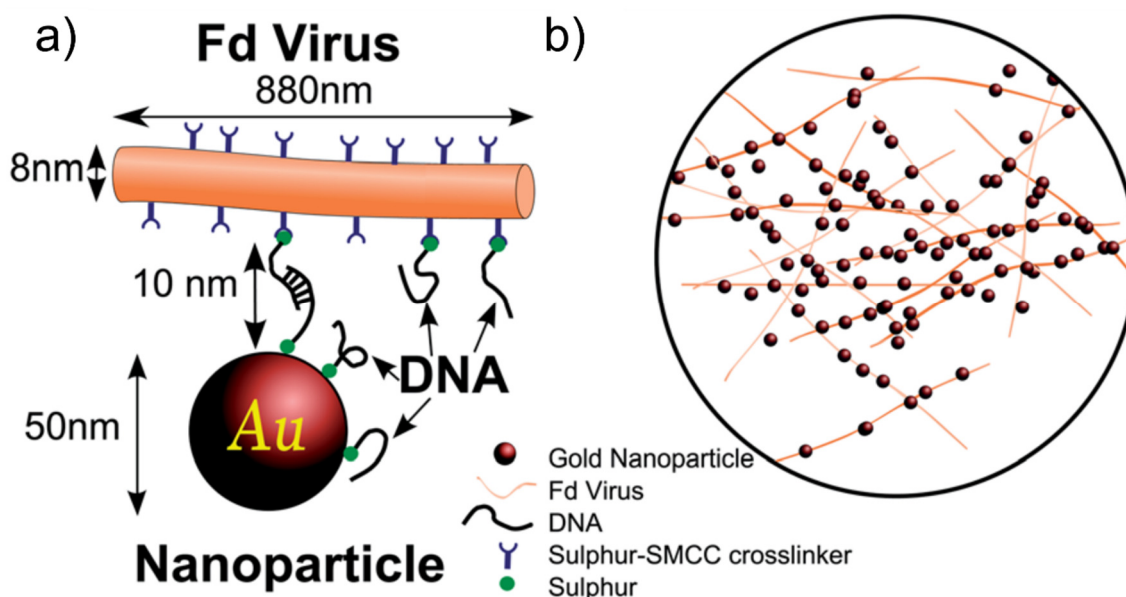 a)
Fd Virus
880nm
8nm
10 nm
DNA
50nm
Au
Nanoparticle
b)
Gold Nanoparticle
Fd Virus
DNA
Sulphur-SMCC crosslinker
Sulphur